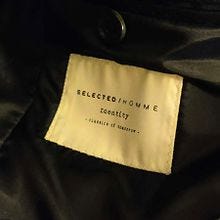 SELECTED/HOMME
Identity
- classics of tomorrow -